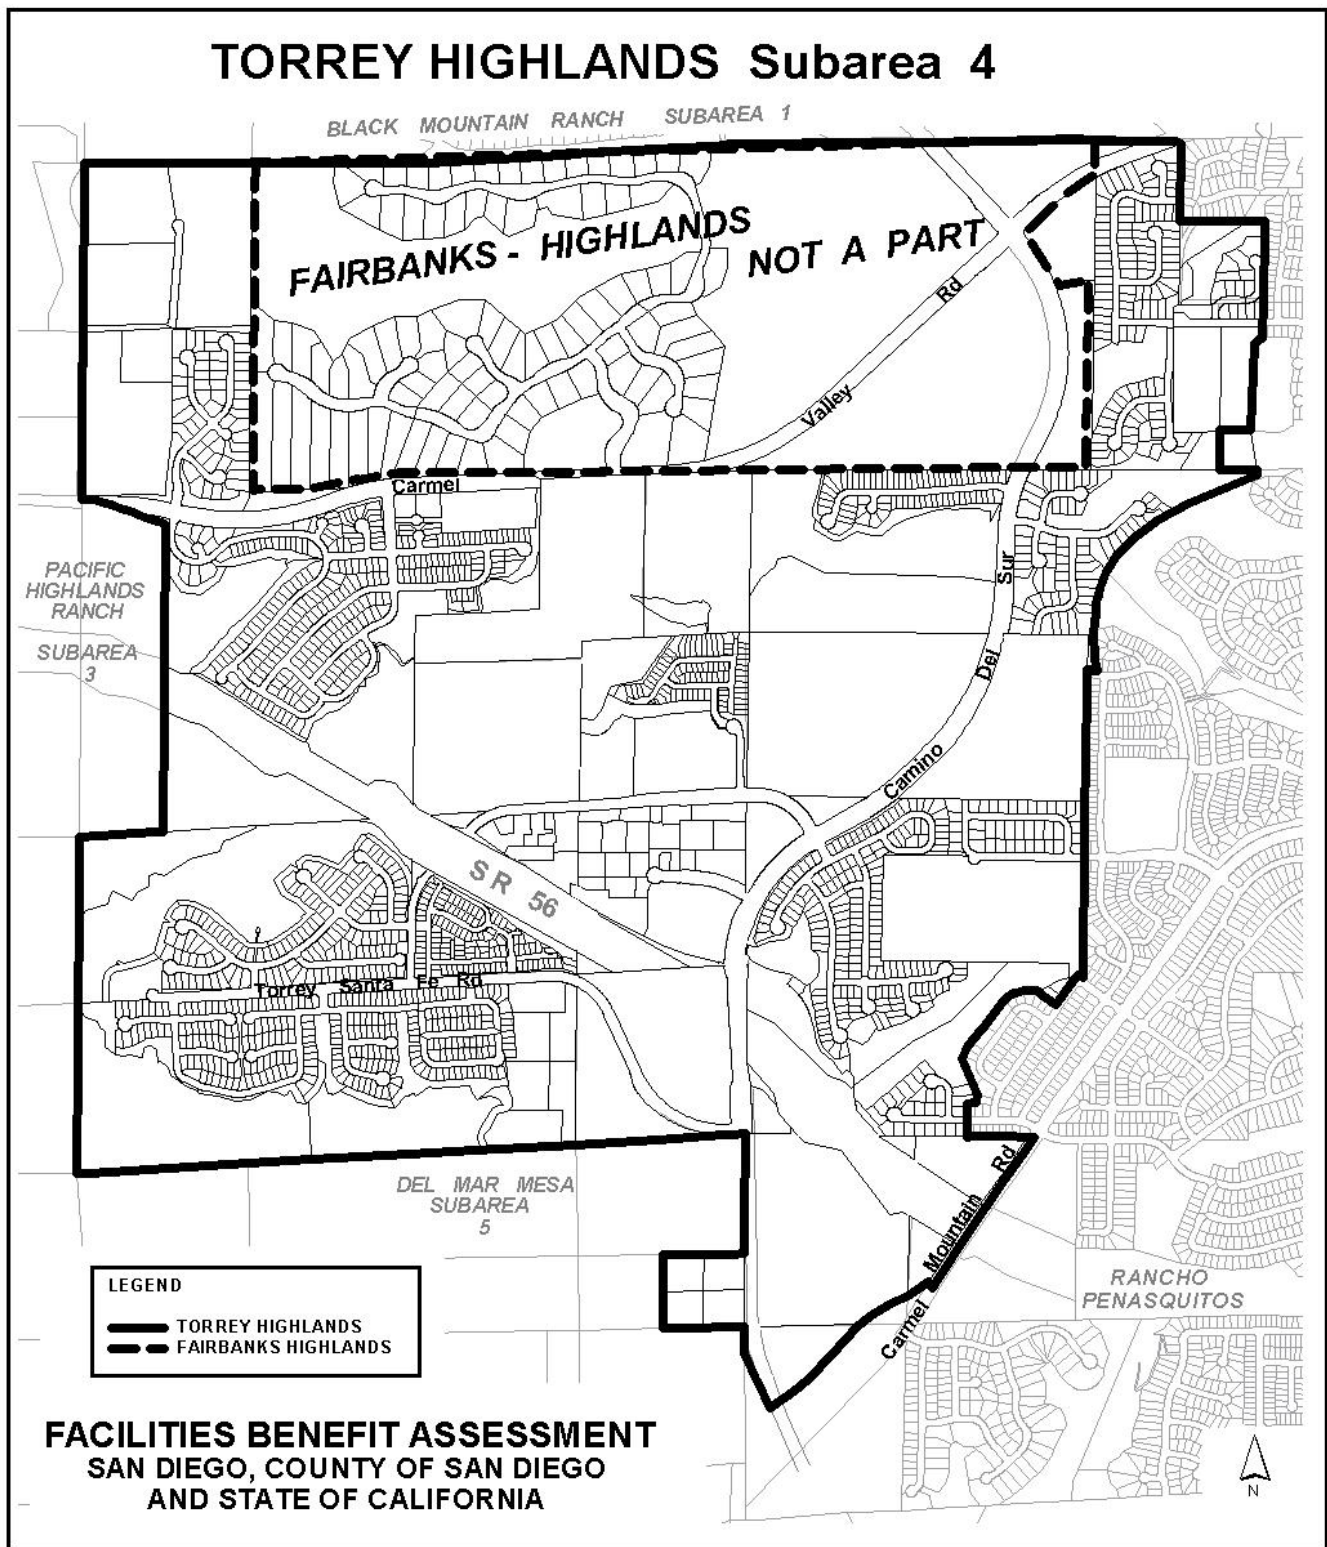 TORREY HIGHLANDS Subarea 4
BLACK MOUNTAIN RANCH SUBAREA 1
FAIRBANKS - HIGHLANDS
NOT A PART
Valley Rd
Carmel
PACIFIC
HIGHLANDS
RANCH
SUBAREA
3
Camino Del Sur
SR 56
Torrey Santa Fe Rd
DEL MAR MESA
SUBAREA
5
Carmel Mountain Rd
RANCHO
PENASQUITOS
LEGEND
TORREY HIGHLANDS
FAIRBANKS HIGHLANDS
FACILITIES BENEFIT ASSESSMENT
SAN DIEGO, COUNTY OF SAN DIEGO
AND STATE OF CALIFORNIA
N